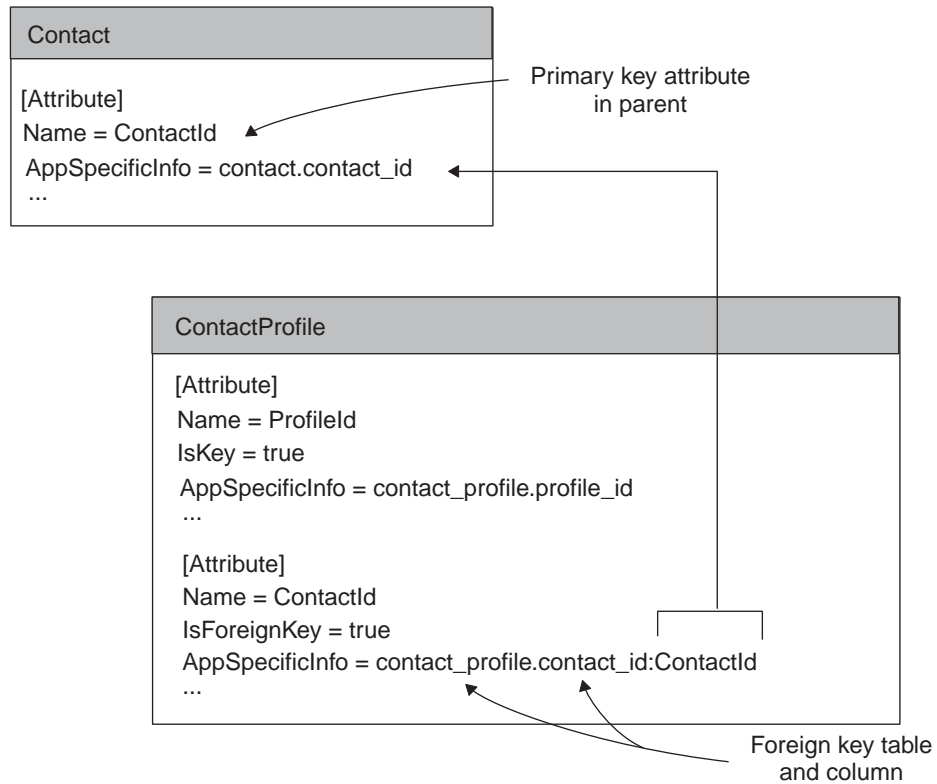 Contact
[Attribute]
Name = ContactId
AppSpecificInfo = contact.contact_id
...
Primary key attribute
in parent
ContactProfile
[Attribute]
Name = ProfileId
IsKey = true
AppSpecificInfo = contact_profile.profile_id
...
[Attribute]
Name = ContactId
IsForeignKey = true
AppSpecificInfo = contact_profile.contact_id:ContactId
...
Foreign key table
and column